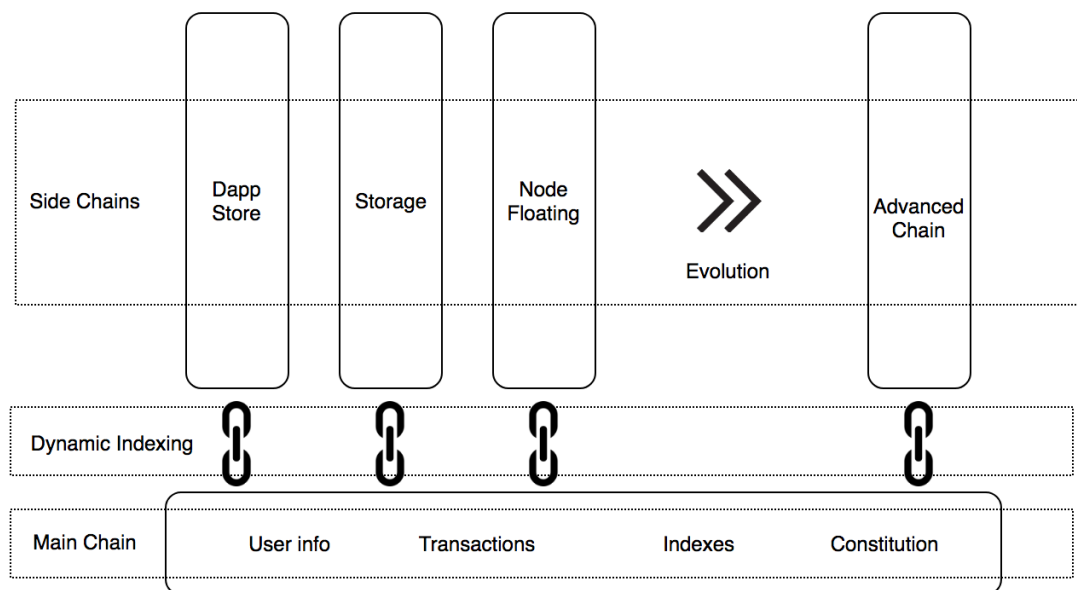 Side Chains
Dapp
Store
Storage
Node
Floating
Evolution
Advanced
Chain
Dynamic Indexing
Main Chain
User info
Transactions
Indexes
Constitution